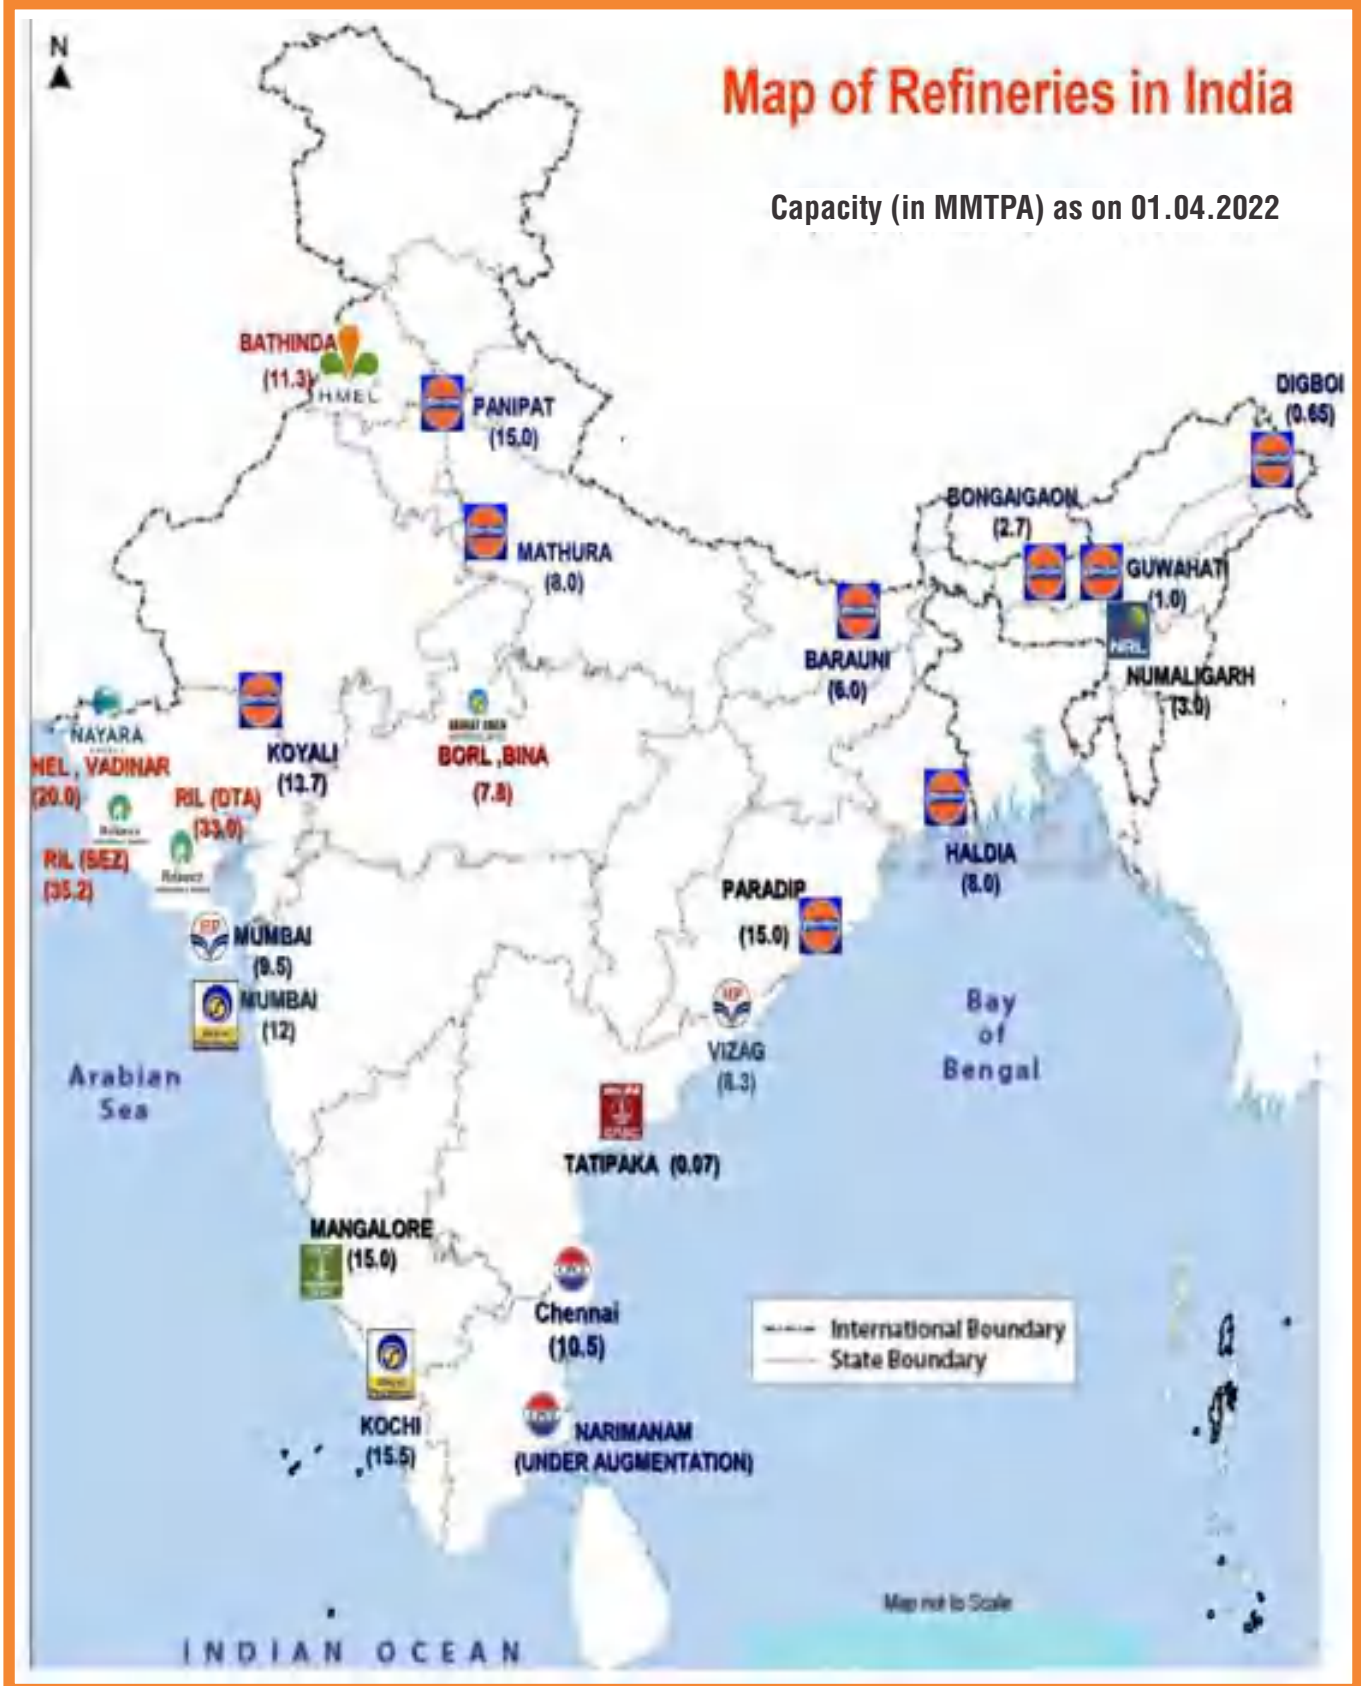 N
Map of Refineries in India
Capacity (in MMTPA) as on 01.04.2022
BATHINDA
(11.3)
HMEL
PANIPAT
(15.0)
DIGBOI
(0.65)
BONGAIGAON
(2.7)
MATHURA
(8.0)
GUWAHATI
(1.0)
NRL
BARAUNI
(6.0)
NUMALIGARH
(3.0)
NAYARA
KOYALI
(13.7)
BORL ,BINA
(7.8)
NEL , VADINAR
(20.0)
RIL (DTA)
(33.0)
Reliance
RIL (SEZ)
(35.2)
Reliance
HALDIA
(8.0)
PARADIP
(15.0)
HP
MUMBAI
(9.5)
MUMBAI
(12)
HP
VIZAG
(8.3)
Bay
of
Bengal
Arabian
Sea
TATIPAKA (0.07)
MANGALORE
(15.0)
Chennai
(10.5)
International Boundary
State Boundary
KOCHI
(15.5)
NARIMANAM
(UNDER AUGMENTATION)
Map not to Scale
INDIAN OCEAN